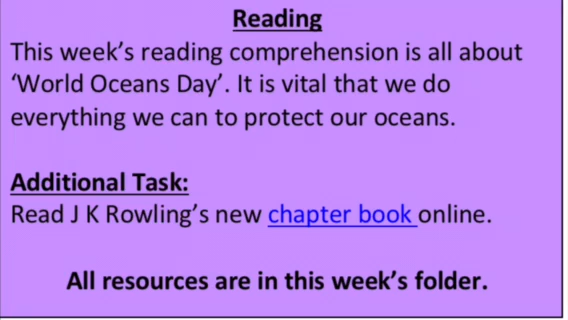 Reading
This week’s reading comprehension is all about
‘World Oceans Day’. It is vital that we do
everything we can to protect our oceans.
Additional Task:
Read J K Rowling’s new chapter book online.
All resources are in this week’s folder.